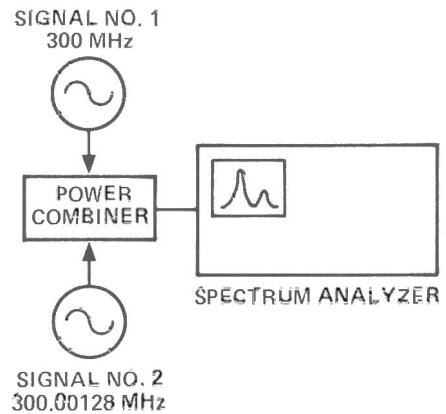 SIGNAL NO. 1
300 MHz
POWER
COMBINER
SPECTRUM ANALYZER
SIGNAL NO. 2
300.00128 MHz